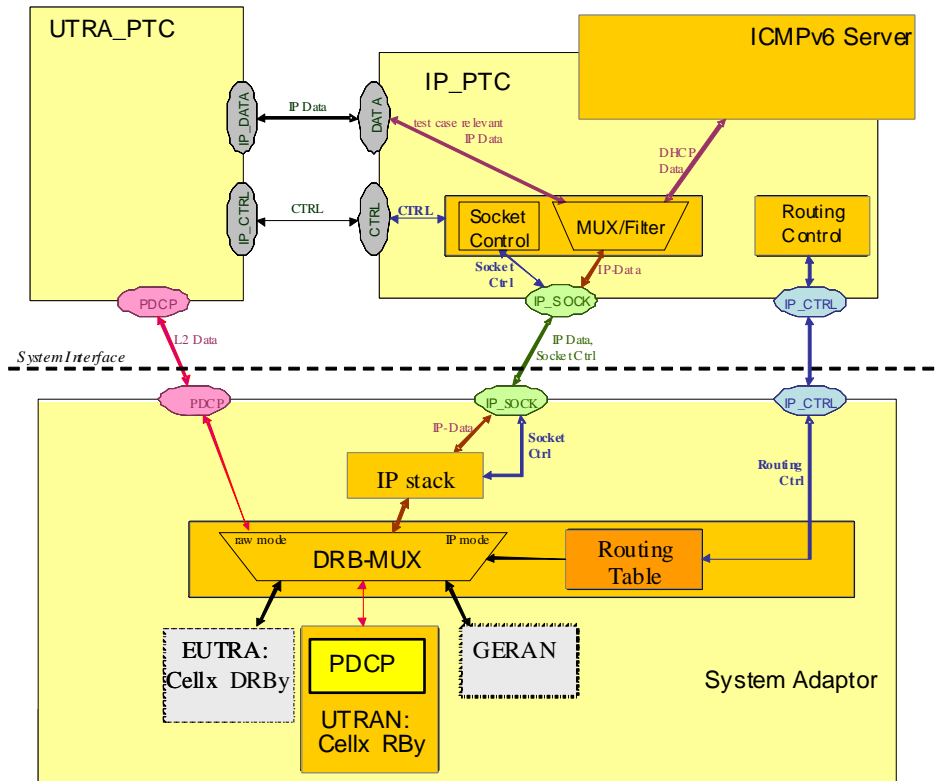 UTRA_PTC
ICMPv6 Server
IP_PTC
IP_DATA
IP Data
DATA
test case relevant
IP Data
DHCP
Data
IP_CTRL
CTRL
CTRL
CTRL
Socket
Control
MUX/Filter
Routing
Control
Socket
Ctrl
IP-Data
PDCP
IP_SOCK
IP_CTRL
L2 Data
IP Data,
Socket Ctrl
System Interface
PDCP
IP_SOCK
IP_CTRL
IP-Data
Socket
Ctrl
IP stack
Routing
Ctrl
raw mode
IP mode
DRB-MUX
Routing
Table
EUTRA:
Cellx DRBy
PDCP
UTRAN:
Cellx RBy
GERAN
System Adaptor